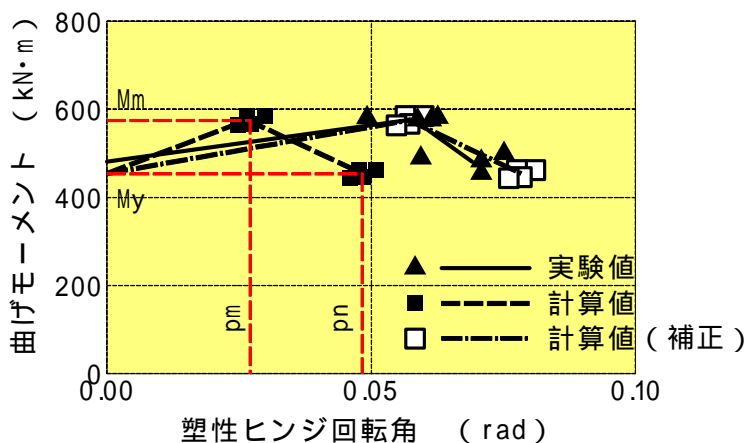 曲げモーメント (kN・m)
800
600
400
200
0
Mm
My
pm
pn
▲ 実験値
■ 計算値
□ 計算値(補正)
0.00
0.05
0.10
塑性ヒンジ回転角 (rad)